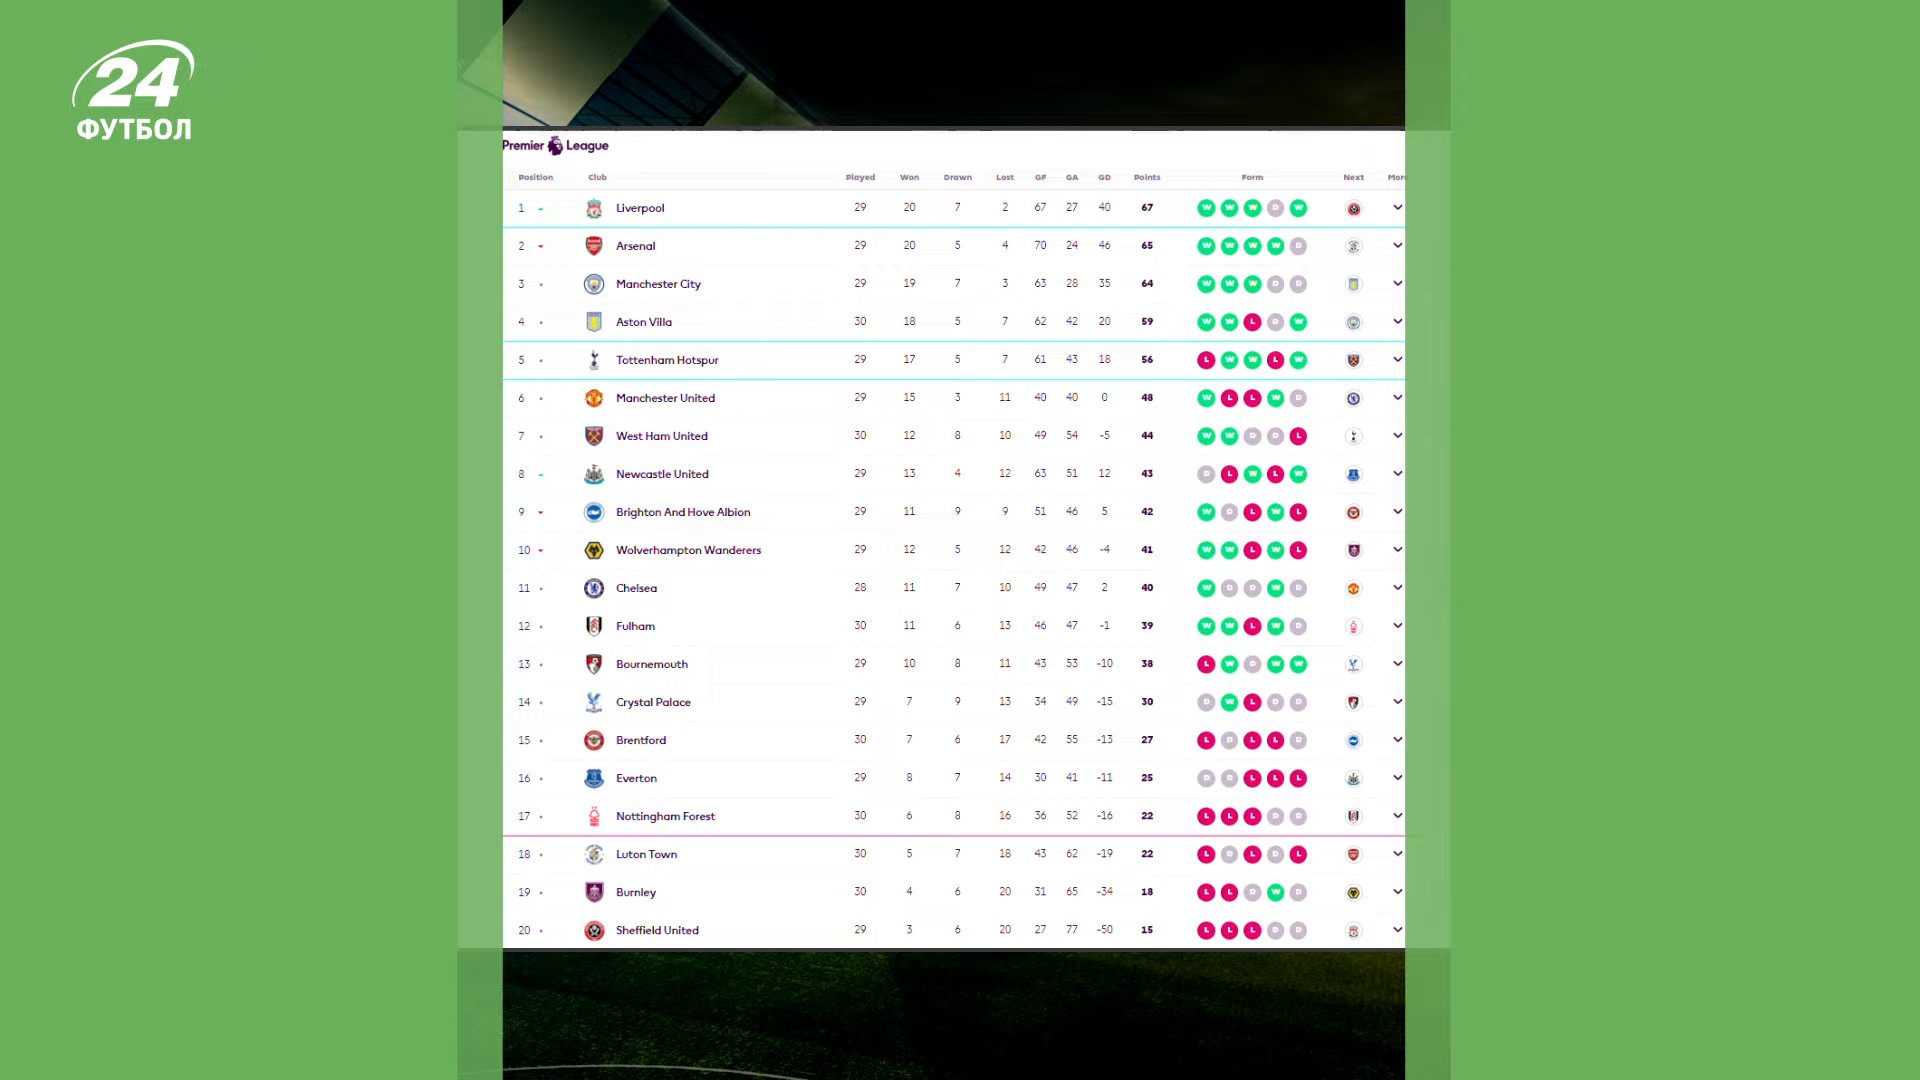 24
ФУТБОЛ
Premier League
Position Club Played Won Drawn Lost GF GA GD Points Form Next More
1 Liverpool 29 20 7 2 67 27 40 67 W W W D W
2 Arsenal 29 20 5 4 70 24 46 65 W W W W D
3 Manchester City 29 19 7 3 63 28 35 64 W W W D D
4 Aston Villa 30 18 5 7 62 42 20 59 W W L D W
5 Tottenham Hotspur 29 17 5 7 61 43 18 56 L W W L W
6 Manchester United 29 15 3 11 40 40 0 48 W L L W D
7 West Ham United 30 12 8 10 49 54 -5 44 W W D D L
8 Newcastle United 29 13 4 12 63 51 12 43 D L W L W
9 Brighton And Hove Albion 29 11 9 9 51 46 5 42 W D L W L
10 Wolverhampton Wanderers 29 12 5 12 42 46 -4 41 W W L W L
11 Chelsea 28 11 7 10 49 47 2 40 W D D W D
12 Fulham 30 11 6 13 46 47 -1 39 W W L W D
13 Bournemouth 29 10 8 11 43 53 -10 38 L W D W W
14 Crystal Palace 29 7 9 13 34 49 -15 30 D W L D D
15 Brentford 30 7 6 17 42 55 -13 27 L D L L D
16 Everton 29 8 7 14 30 41 -11 25 D D L L L
17 Nottingham Forest 30 6 8 16 36 52 -16 22 L L L D D
18 Luton Town 30 5 7 18 43 62 -19 22 L D L D L
19 Burnley 30 4 6 20 31 65 -34 18 L L D W D
20 Sheffield United 29 3 6 20 27 77 -50 15 L L L D D